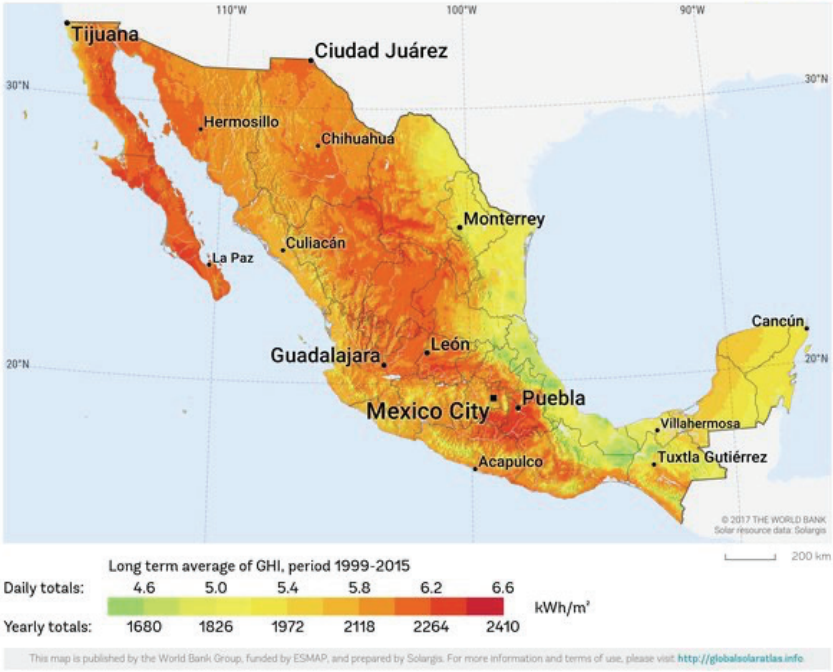 110°W 100°W 90°W
Tijuana
Ciudad Juárez
30°N 30°N
Hermosillo
Chihuahua
Monterrey
Culiacán
La Paz
Cancún
León
Guadalajara
20°N 20°N
Puebla
Mexico City
Villahermosa
Tuxtla Gutiérrez
Acapulco
© 2017 THE WORLD BANK
Solar resource data: Solargis
200 km
Long term average of GHI, period 1999-2015
Daily totals: 4.6 5.0 5.4 5.8 6.2 6.6
kWh/m²
Yearly totals: 1680 1826 1972 2118 2264 2410
This map is published by the World Bank Group, funded by ESMAP, and prepared by Solargis. For more information and terms of use, please visit http://globalsolaratlas.info